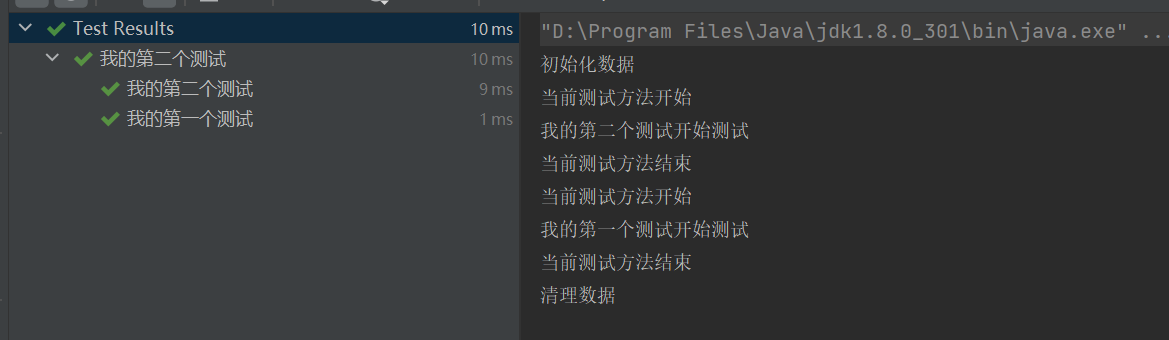 Test Results 10 ms
我的第二个测试 10 ms
我的第二个测试 9 ms
我的第一个测试 1 ms
"D:\Program Files\Java\jdk1.8.0_301\bin\java.exe" ...
初始化数据
当前测试方法开始
我的第二个测试开始测试
当前测试方法结束
当前测试方法开始
我的第一个测试开始测试
当前测试方法结束
清理数据